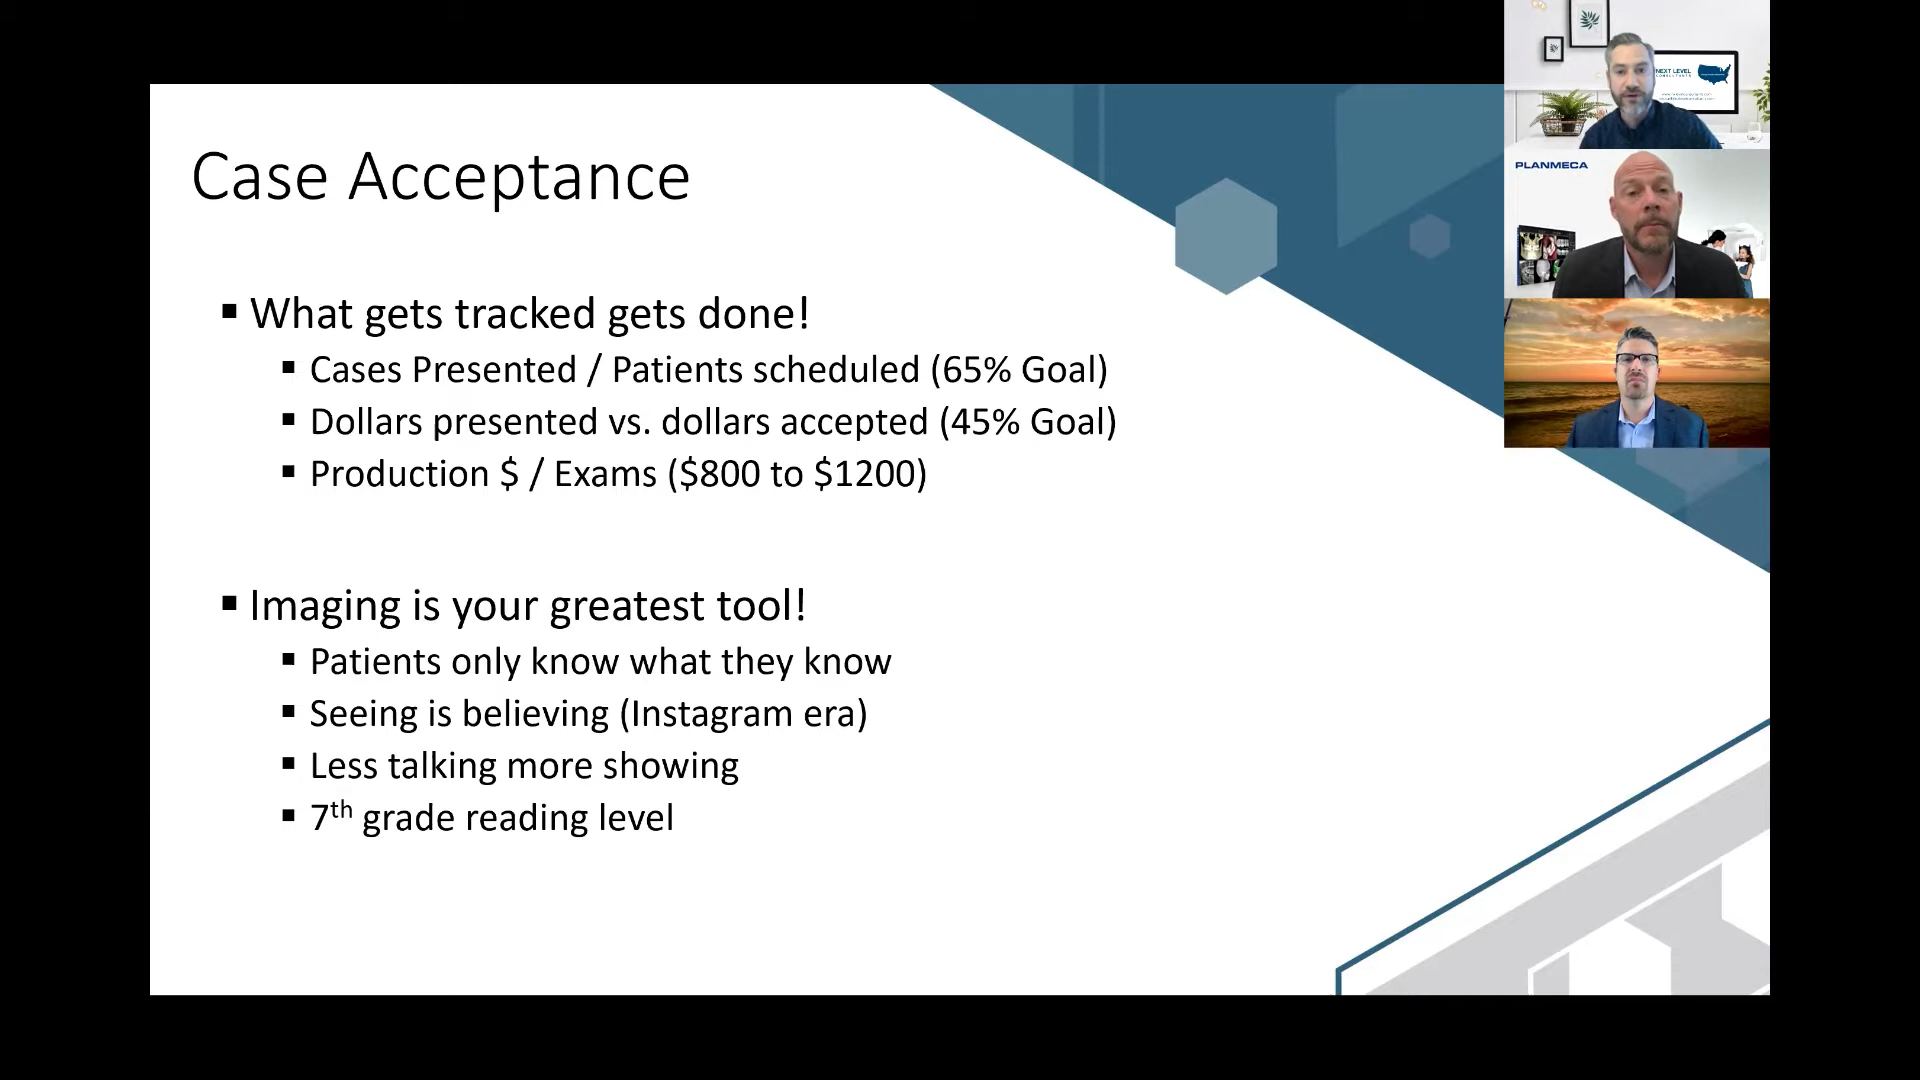 Case Acceptance
▪ What gets tracked gets done!
▪ Cases Presented / Patients scheduled (65% Goal)
▪ Dollars presented vs. dollars accepted (45% Goal)
▪ Production $ / Exams ($800 to $1200)
▪ Imaging is your greatest tool!
▪ Patients only know what they know
▪ Seeing is believing (Instagram era)
▪ Less talking more showing
▪ 7th grade reading level
NEXT LEVEL
CONSULTANTS
PLANMECA